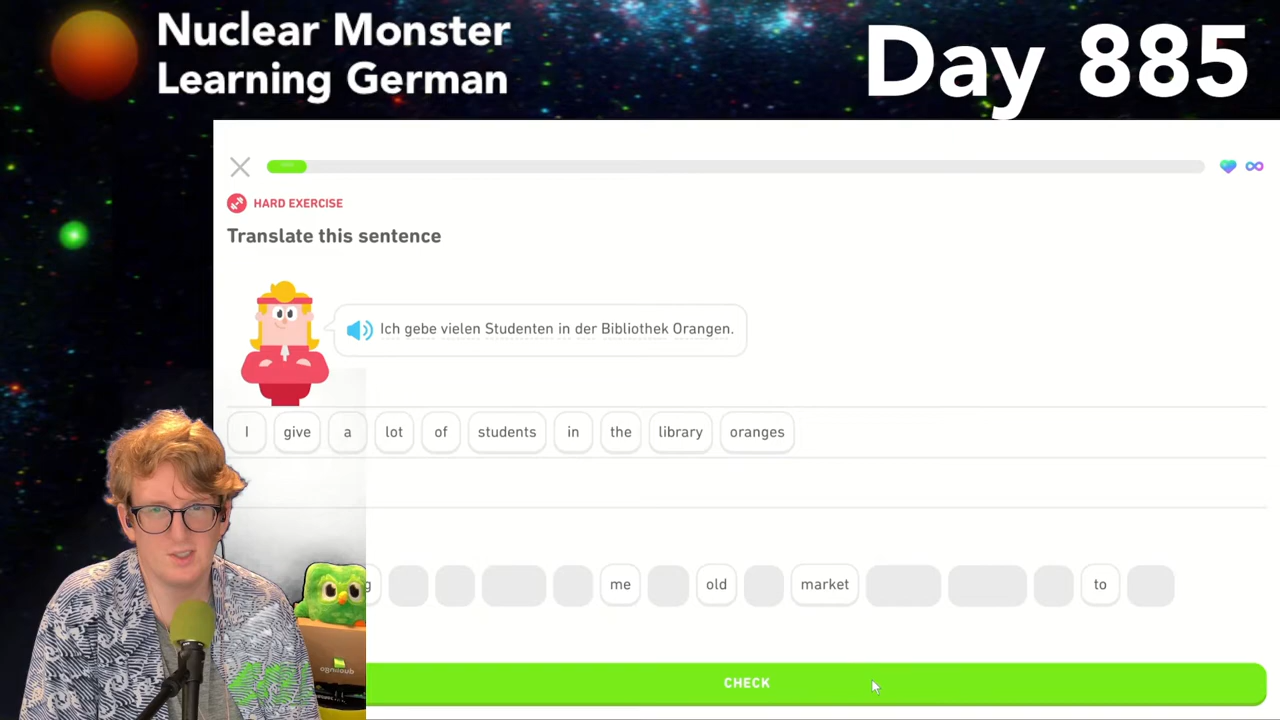 Nuclear Monster
Learning German
Day 885
HARD EXERCISE
Translate this sentence
Ich gebe vielen Studenten in der Bibliothek Orangen.
I give a lot of students in the library oranges
me old market to
CHECK